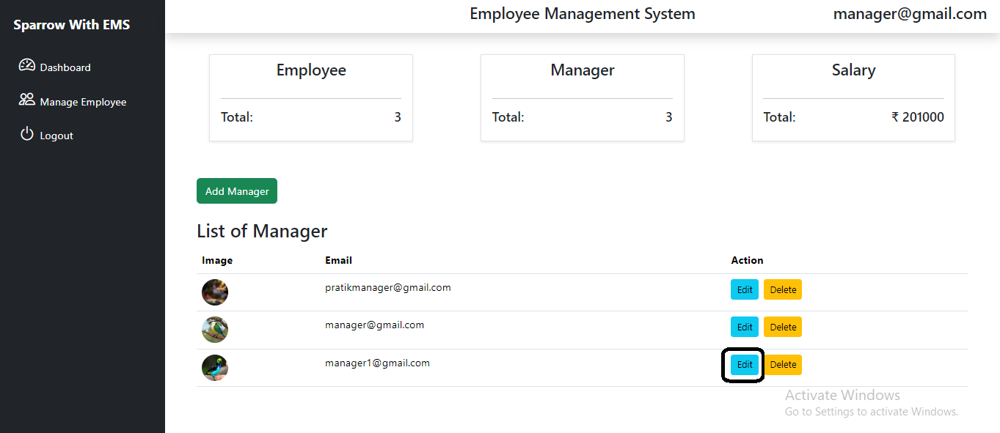 Sparrow With EMS
Dashboard
Manage Employee
Logout
Employee Management System
manager@gmail.com
Employee
Total: 3
Manager
Total: 3
Salary
Total: ₹ 201000
Add Manager
List of Manager
Image Email Action
pratikmanager@gmail.com Edit Delete
manager@gmail.com Edit Delete
manager1@gmail.com Edit Delete
Activate Windows
Go to Settings to activate Windows.